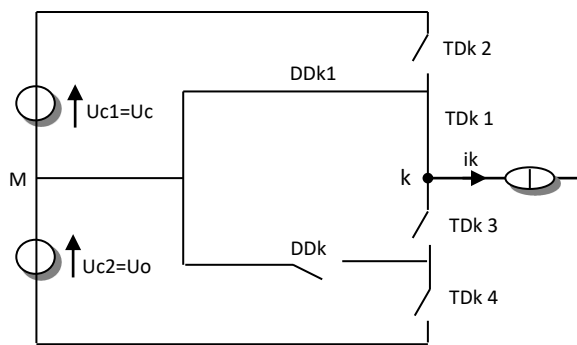 TDk 2
DDk1
Uc1=Uc
TDk 1
ik
M
k
TDk 3
DDk
Uc2=Uo
TDk 4